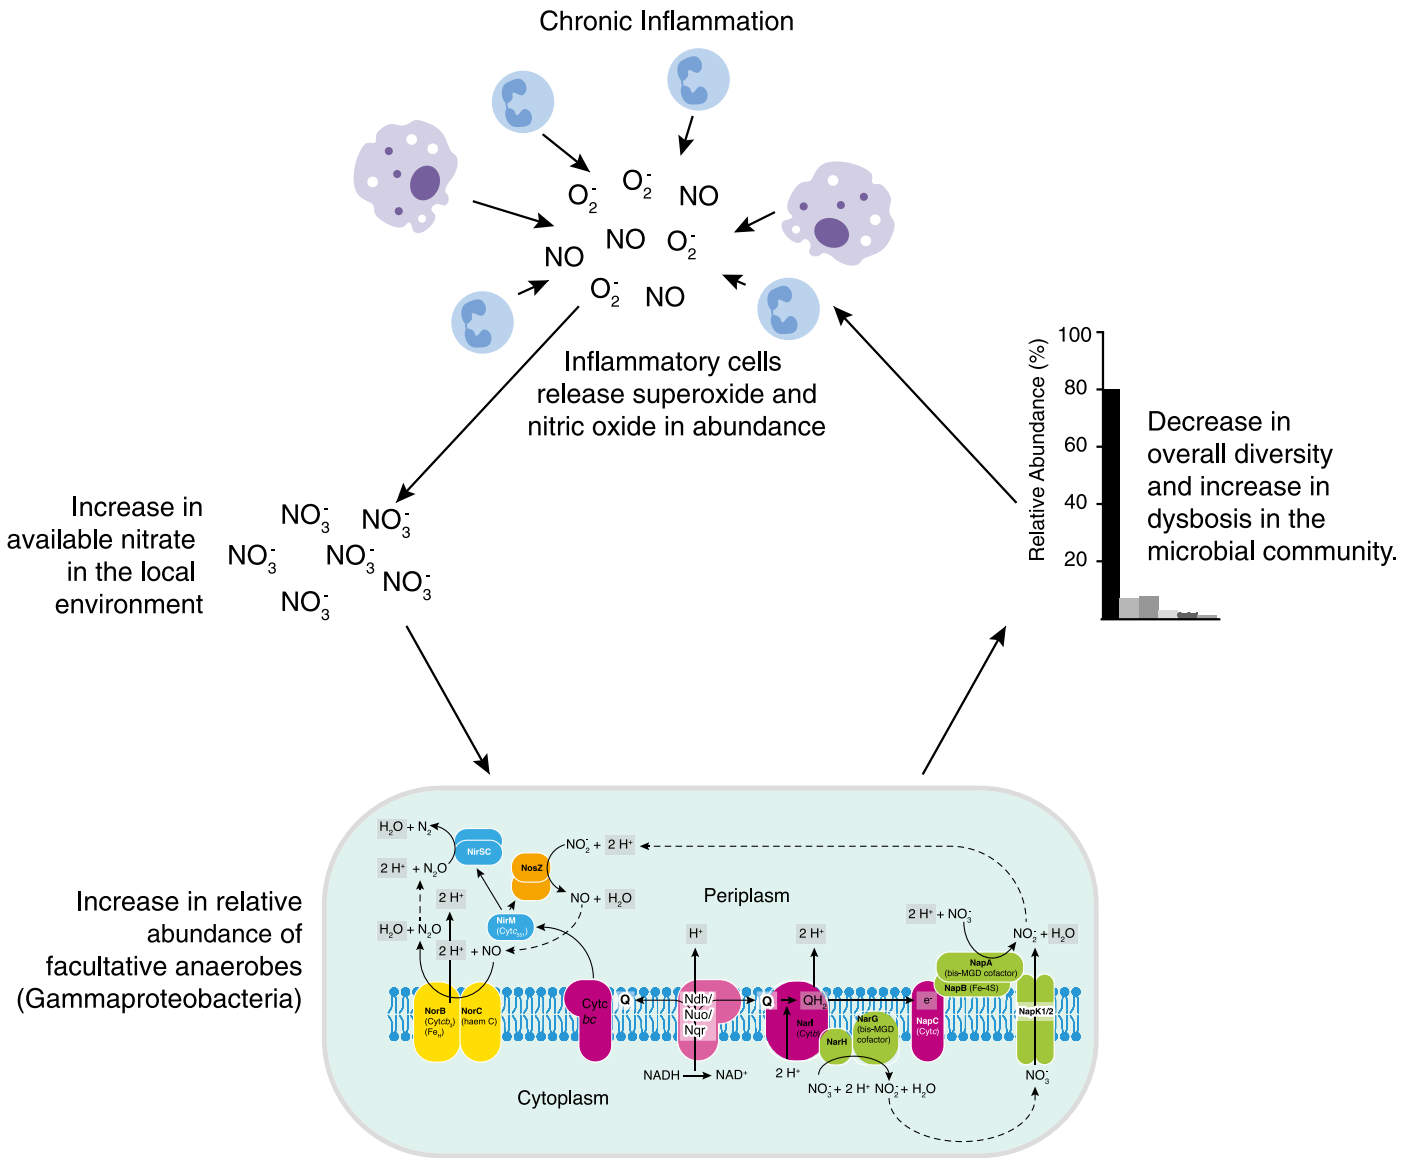 Chronic Inflammation
O2-
O2-
NO
NO
NO
O2-
O2-
NO
Inflammatory cells
release superoxide and
nitric oxide in abundance
Increase in
available nitrate
in the local
environment
NO3-
NO3-
NO3-
NO3-
NO3-
NO3-
Relative Abundance (%)
100
80
60
40
20
Decrease in
overall diversity
and increase in
dysbosis in the
microbial community.
Increase in relative
abundance of
facultative anaerobes
(Gammaproteobacteria)
H2O + N2
NirSC
2 H+ + N2O
2 H+
NosZ
NO2- + 2 H+
NO + H2O
NirM
(Cytc551)
H2O + N2O
2 H+ + NO
Periplasm
H+
2 H+
2 H+ + NO3-
NO2- + H2O
NapA
(bis-MGD cofactor)
NapB (Fe-4S)
NorB
(Cytcb3)
(FeH)
NorC
(haem C)
Cytc
bc
Q
Ndh/
Nuo/
Nqr
Q
QH2
NarI
(Cytb)
NarG
(bis-MGD
cofactor)
NarH
e-
NapC
(Cytc)
NapK1/2
NADH
NAD+
2 H+
NO3- + 2 H+
NO2- + H2O
NO3-
Cytoplasm